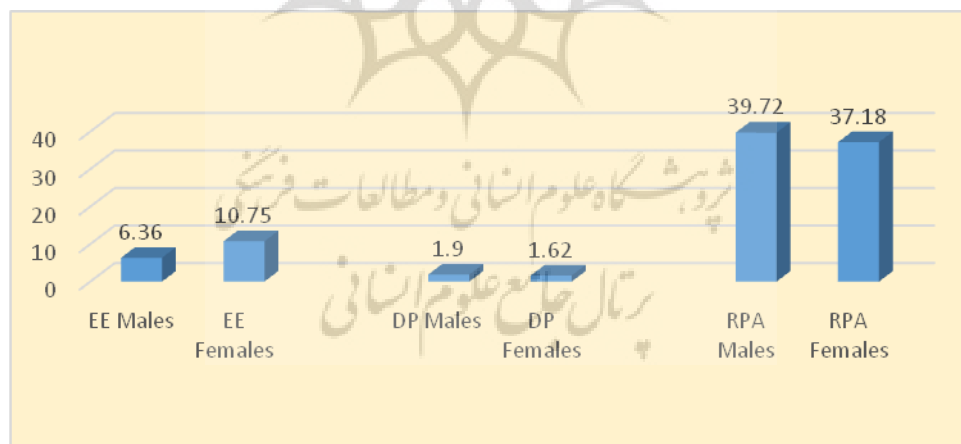 39.72
37.18
40
30
20
10
0
6.36
10.75
1.9
1.62
پژوهشگاه علوم انسانی و مطالعات فرهنگی
پرتال جامع علوم انسانی
EE Males
EE
Females
DP Males
DP
Females
RPA
Males
RPA
Females